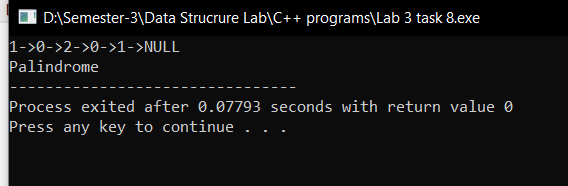 D:\Semester-3\Data Strucrure Lab\C++ programs\Lab 3 task 8.exe
1->0->2->0->1->NULL
Palindrome
--------------------------------
Process exited after 0.07793 seconds with return value 0
Press any key to continue . . .